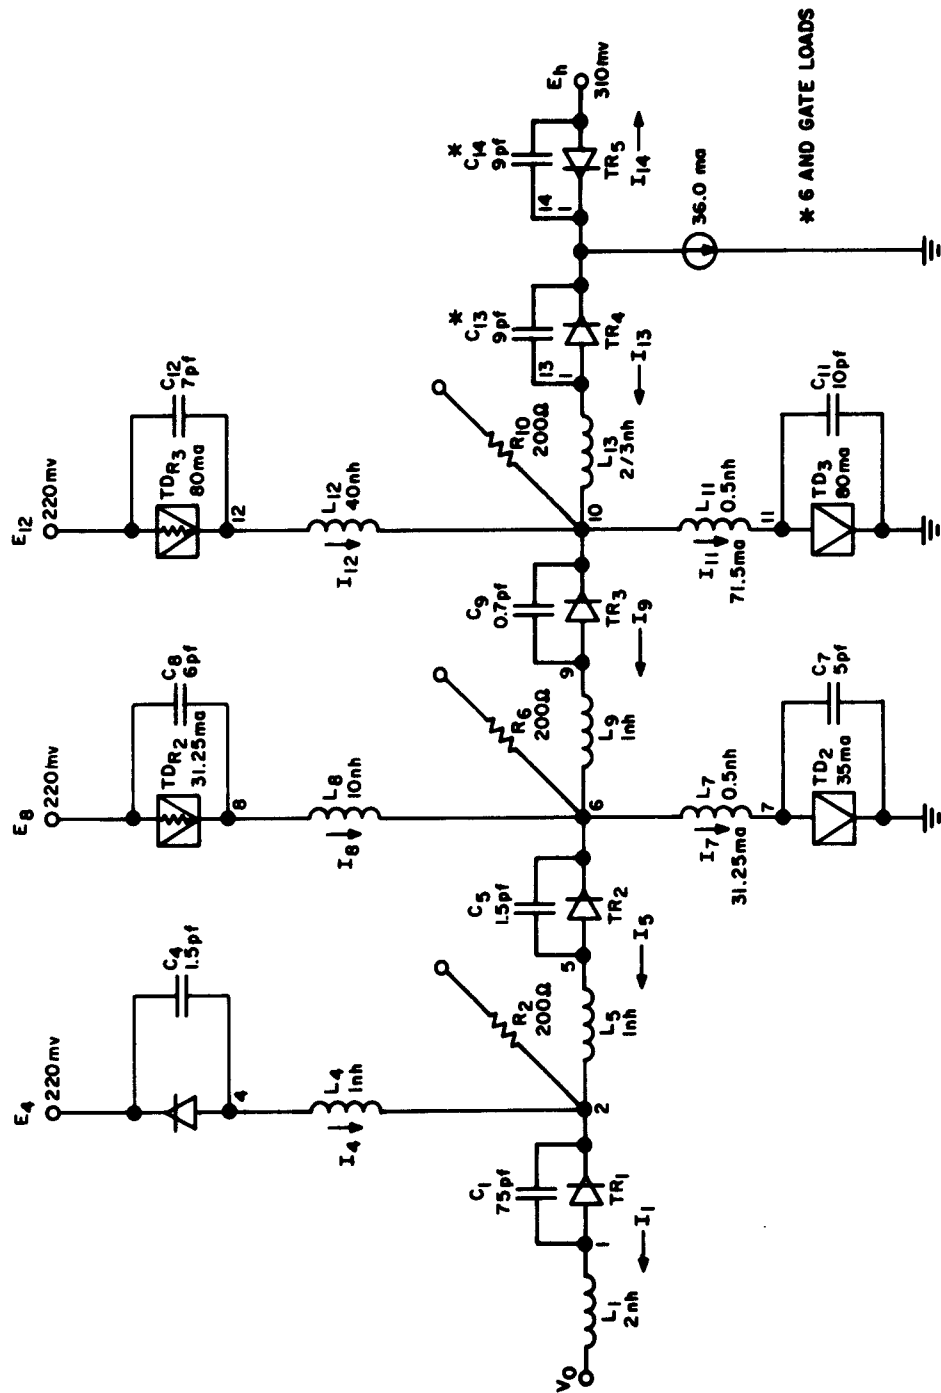 E12
220mv
TDR3
80ma
C12
7pf
12
L12
40nh
I12
E8
220mv
TDR2
31.25ma
C8
6pf
8
L8
10nh
I8
E4
220mv
C4
1.5pf
4
L4
1nh
I4
V0
L1
2nh
1
C1
75pf
TR1
I1
2
R2
200Ω
L5
1nh
5
C5
1.5pf
TR2
I5
6
R6
200Ω
L9
1nh
9
C9
0.7pf
TR3
I9
10
R10
200Ω
L13
2/3nh
13
1
*
C13
9pf
TR4
I13
14
1
*
C14
9pf
TR5
I14
Eh
310mv
36.0 ma
L7
0.5nh
I7
31.25ma
7
TD2
35ma
C7
5pf
L11
0.5nh
I11
71.5ma
11
TD3
80ma
C11
10pf
* 6 AND GATE LOADS